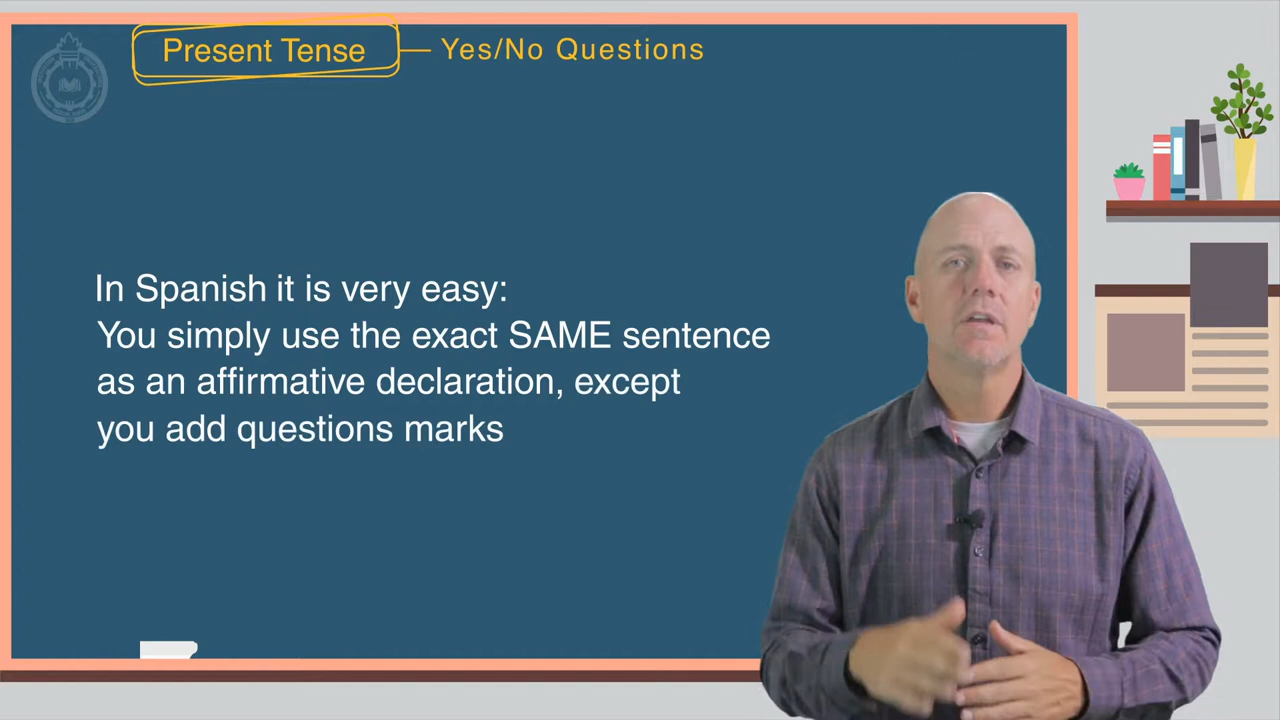 Present Tense — Yes/No Questions
In Spanish it is very easy:
You simply use the exact SAME sentence
as an affirmative declaration, except
you add questions marks